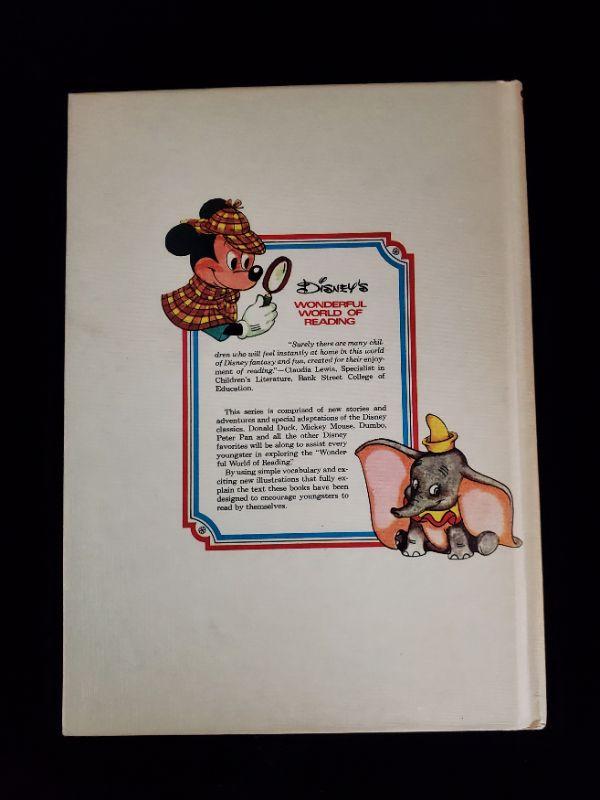 Disney's
WONDERFUL
WORLD OF
READING
"Surely there are many chil-
dren who will feel instantly at home in this world
of Disney fantasy and fun, created for their enjoy-
ment of reading."—Claudia Lewis, Specialist in
Children's Literature, Bank Street College of
Education.
This series is comprised of new stories and
adventures and special adaptations of the Disney
classics. Donald Duck, Mickey Mouse, Dumbo,
Peter Pan and all the other Disney
favorites will be along to assist every
youngster in exploring the "Wonder-
ful World of Reading."
By using simple vocabulary and ex-
citing new illustrations that fully ex-
plain the text these books have been
designed to encourage youngsters to
read by themselves.